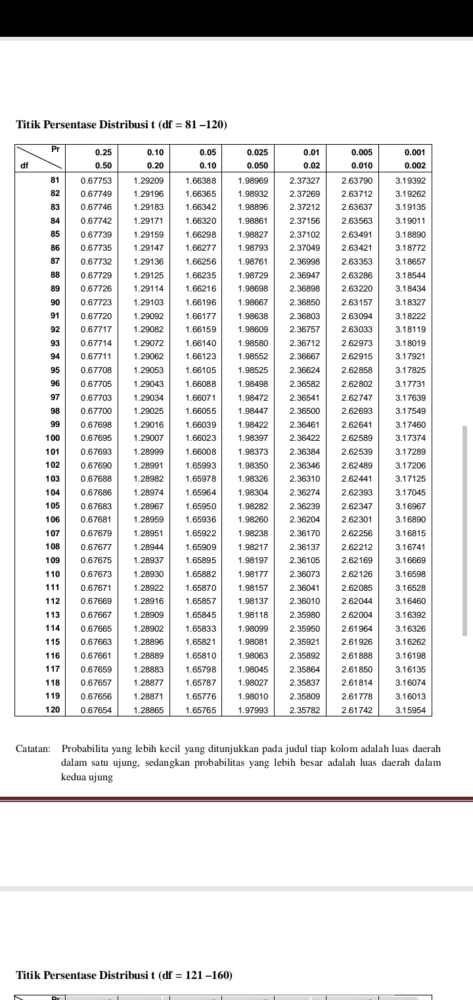 Titik Persentase Distribusi t (df = 81 –120)
Pr 0.25 0.10 0.05 0.025 0.01 0.005 0.001
df 0.50 0.20 0.10 0.050 0.02 0.010 0.002
81 0.67753 1.29209 1.66388 1.98969 2.37327 2.63790 3.19392
82 0.67749 1.29196 1.66365 1.98932 2.37269 2.63712 3.19262
83 0.67746 1.29183 1.66342 1.98896 2.37212 2.63637 3.19135
84 0.67742 1.29171 1.66320 1.98861 2.37156 2.63563 3.19011
85 0.67739 1.29159 1.66298 1.98827 2.37102 2.63491 3.18890
86 0.67735 1.29147 1.66277 1.98793 2.37049 2.63421 3.18772
87 0.67732 1.29136 1.66256 1.98761 2.36998 2.63353 3.18657
88 0.67729 1.29125 1.66235 1.98729 2.36947 2.63286 3.18544
89 0.67726 1.29114 1.66216 1.98698 2.36898 2.63220 3.18434
90 0.67723 1.29103 1.66196 1.98667 2.36850 2.63157 3.18327
91 0.67720 1.29092 1.66177 1.98638 2.36803 2.63094 3.18222
92 0.67717 1.29082 1.66159 1.98609 2.36757 2.63033 3.18119
93 0.67714 1.29072 1.66140 1.98580 2.36712 2.62973 3.18019
94 0.67711 1.29062 1.66123 1.98552 2.36667 2.62915 3.17921
95 0.67708 1.29053 1.66105 1.98525 2.36624 2.62858 3.17825
96 0.67705 1.29043 1.66088 1.98498 2.36582 2.62802 3.17731
97 0.67703 1.29034 1.66071 1.98472 2.36541 2.62747 3.17639
98 0.67700 1.29025 1.66055 1.98447 2.36500 2.62693 3.17549
99 0.67698 1.29016 1.66039 1.98422 2.36461 2.62641 3.17460
100 0.67695 1.29007 1.66023 1.98397 2.36422 2.62589 3.17374
101 0.67693 1.28999 1.66008 1.98373 2.36384 2.62539 3.17289
102 0.67690 1.28991 1.65993 1.98350 2.36346 2.62489 3.17206
103 0.67688 1.28982 1.65978 1.98326 2.36310 2.62441 3.17125
104 0.67686 1.28974 1.65964 1.98304 2.36274 2.62393 3.17045
105 0.67683 1.28967 1.65950 1.98282 2.36239 2.62347 3.16967
106 0.67681 1.28959 1.65936 1.98260 2.36204 2.62301 3.16890
107 0.67679 1.28951 1.65922 1.98238 2.36170 2.62256 3.16815
108 0.67677 1.28944 1.65909 1.98217 2.36137 2.62212 3.16741
109 0.67675 1.28937 1.65895 1.98197 2.36105 2.62169 3.16669
110 0.67673 1.28930 1.65882 1.98177 2.36073 2.62126 3.16598
111 0.67671 1.28922 1.65870 1.98157 2.36041 2.62085 3.16528
112 0.67669 1.28916 1.65857 1.98137 2.36010 2.62044 3.16460
113 0.67667 1.28909 1.65845 1.98118 2.35980 2.62004 3.16392
114 0.67665 1.28902 1.65833 1.98099 2.35950 2.61964 3.16326
115 0.67663 1.28896 1.65821 1.98081 2.35921 2.61926 3.16262
116 0.67661 1.28889 1.65810 1.98063 2.35892 2.61888 3.16198
117 0.67659 1.28883 1.65798 1.98045 2.35864 2.61850 3.16135
118 0.67657 1.28877 1.65787 1.98027 2.35837 2.61814 3.16074
119 0.67656 1.28871 1.65776 1.98010 2.35809 2.61778 3.16013
120 0.67654 1.28865 1.65765 1.97993 2.35782 2.61742 3.15954
Catatan: Probabilita yang lebih kecil yang ditunjukkan pada judul tiap kolom adalah luas daerah
dalam satu ujung, sedangkan probabilitas yang lebih besar adalah luas daerah dalam
kedua ujung
Titik Persentase Distribusi t (df = 121 –160)
Pr